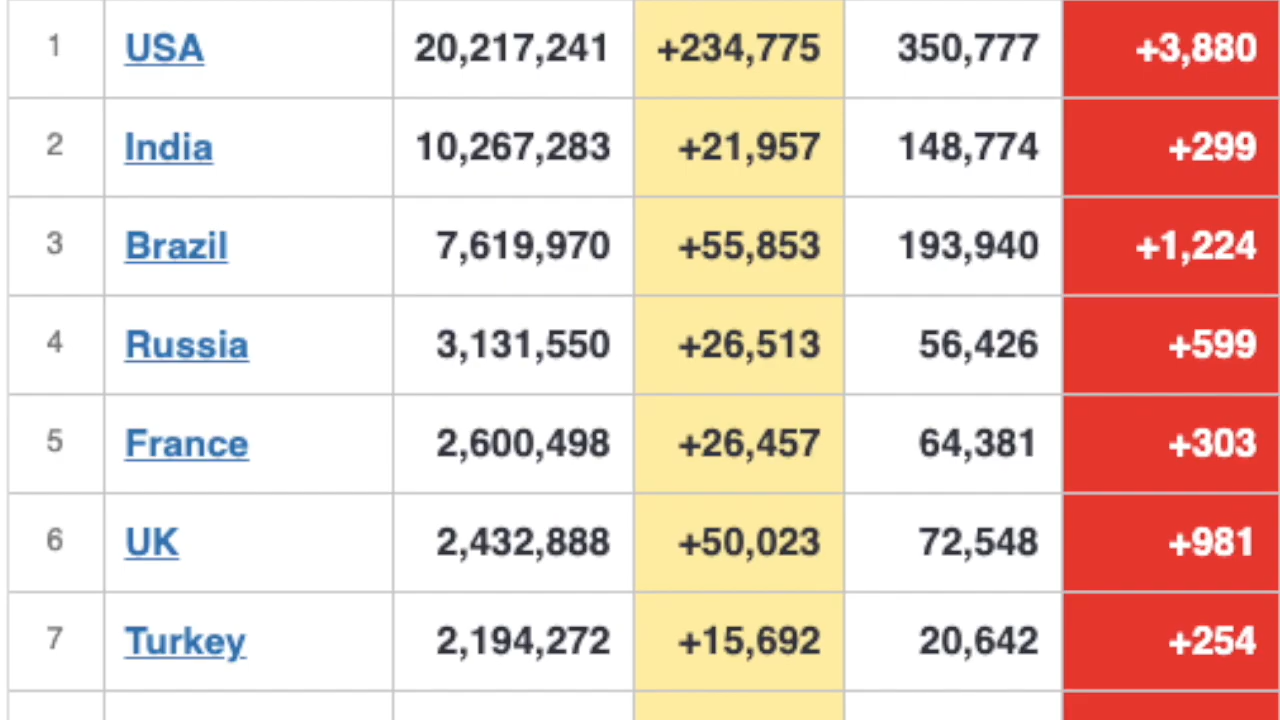 1 USA 20,217,241 +234,775 350,777 +3,880
2 India 10,267,283 +21,957 148,774 +299
3 Brazil 7,619,970 +55,853 193,940 +1,224
4 Russia 3,131,550 +26,513 56,426 +599
5 France 2,600,498 +26,457 64,381 +303
6 UK 2,432,888 +50,023 72,548 +981
7 Turkey 2,194,272 +15,692 20,642 +254